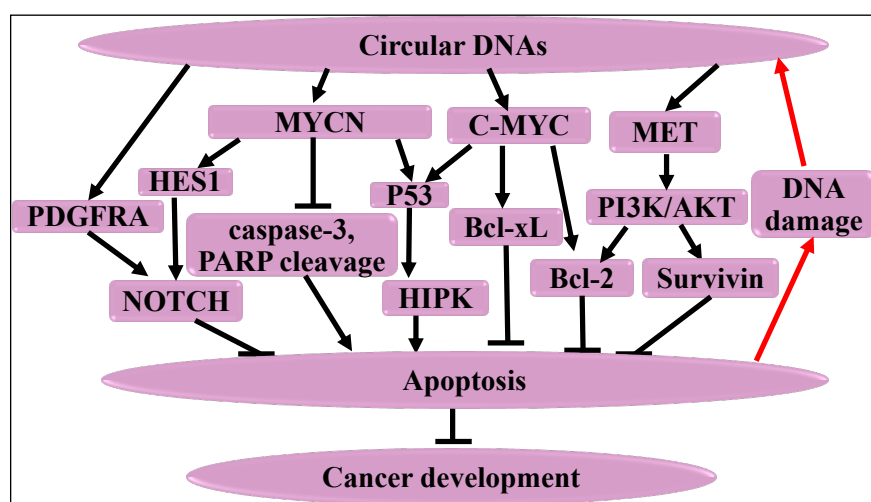 Circular DNAs
MYCN
C-MYC
MET
HES1
P53
DNA
damage
PDGFRA
PI3K/AKT
caspase-3,
PARP cleavage
Bcl-xL
NOTCH
HIPK
Bcl-2
Survivin
Apoptosis
Cancer development